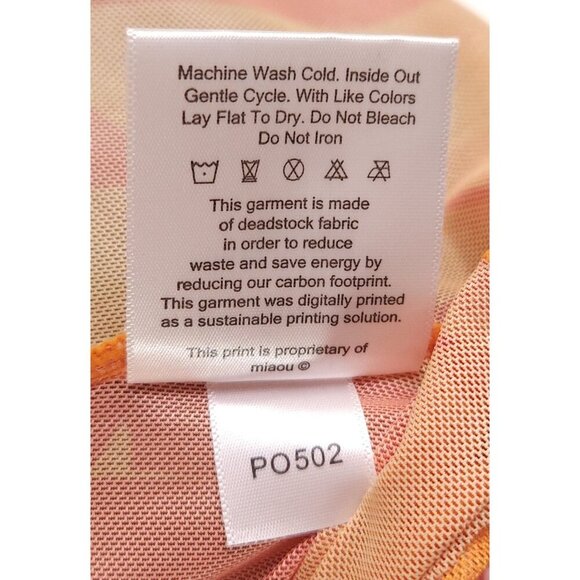 Machine Wash Cold. Inside Out
Gentle Cycle. With Like Colors
Lay Flat To Dry. Do Not Bleach
Do Not Iron
This garment is made
of deadstock fabric
in order to reduce
waste and save energy by
reducing our carbon footprint.
This garment was digitally printed
as a sustainable printing solution.
This print is proprietary of
miaou ©
PO502